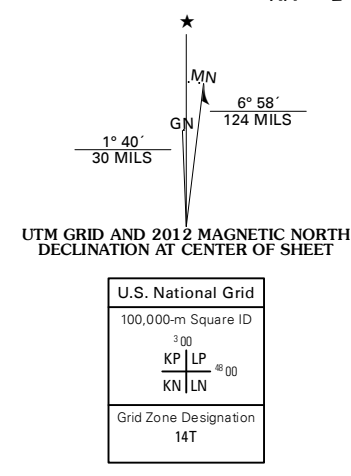 ★
MN
GN
6° 58´
124 MILS
1° 40´
30 MILS
UTM GRID AND 2012 MAGNETIC NORTH
DECLINATION AT CENTER OF SHEET
U.S. National Grid
100,000-m Square ID
³00
KP LP
⁴⁸00
KN LN
Grid Zone Designation
14T